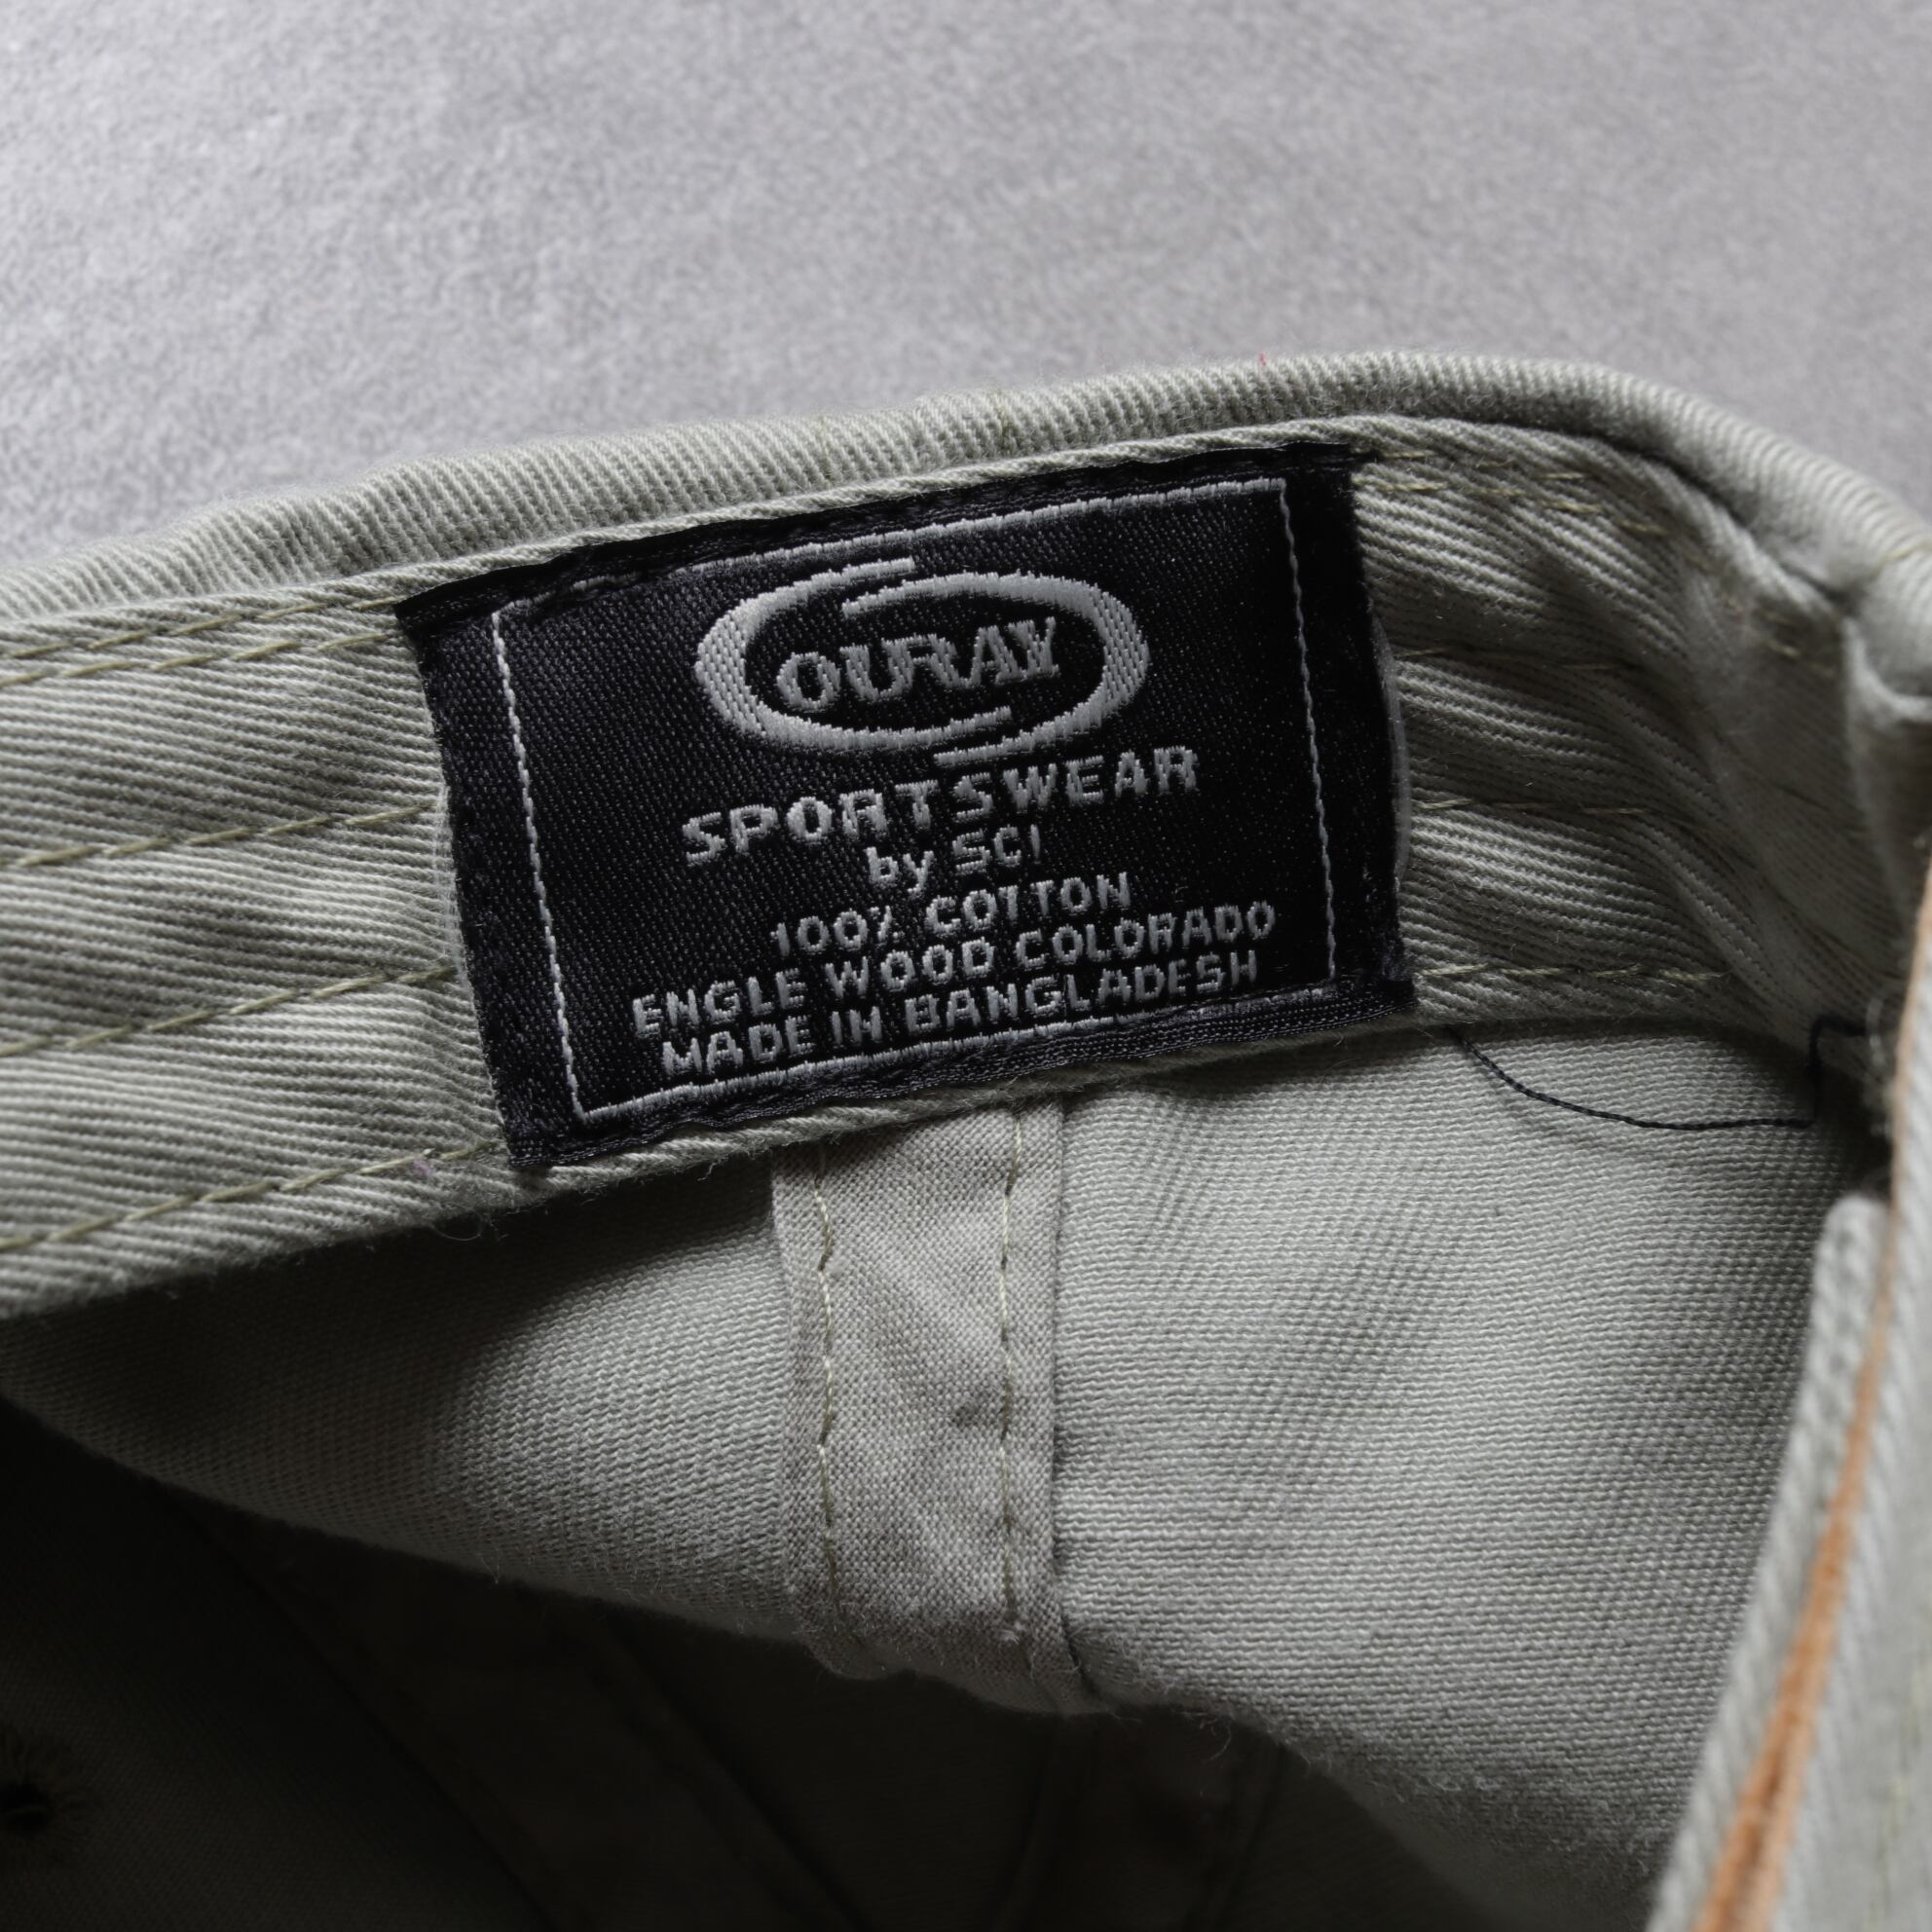 OURAY
SPORTSWEAR
by SCI
100% COTTON
ENGLE WOOD COLORADO
MADE IN BANGLADESH